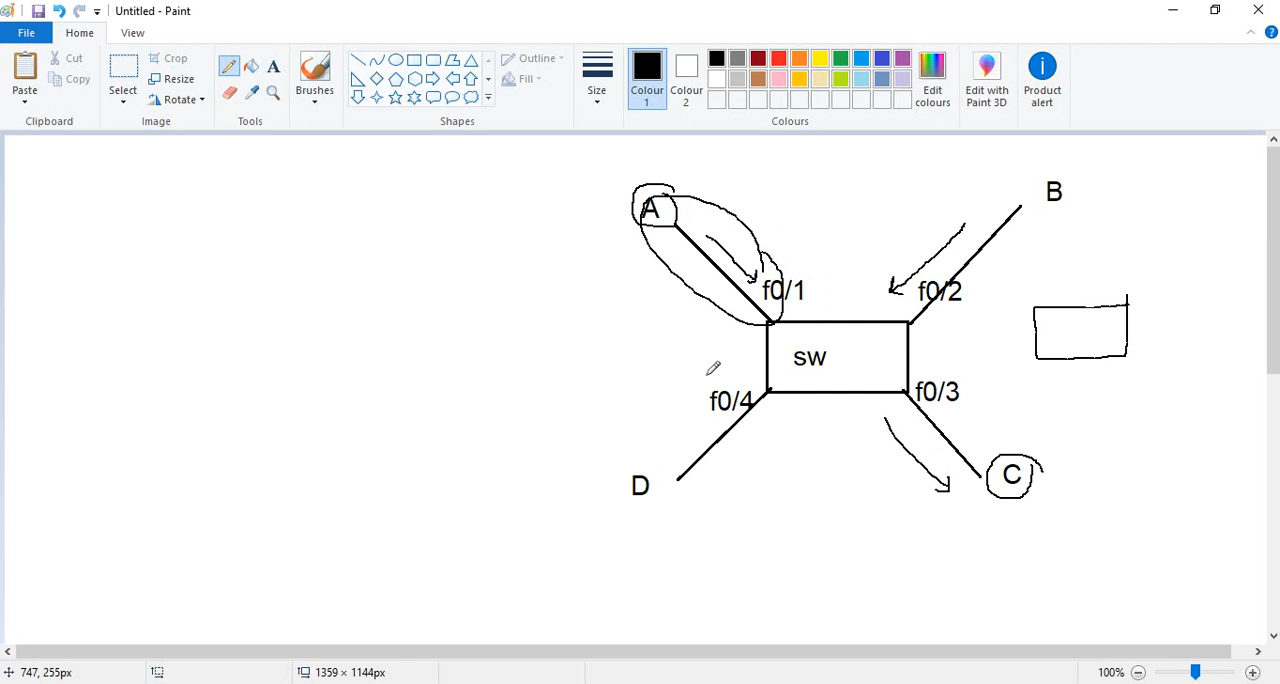 Untitled - Paint
File
Home
View
Paste
Cut
Copy
Clipboard
Select
Crop
Resize
Rotate
Image
A
Tools
Brushes
Outline
Fill
Shapes
Size
Colour 1
Colour 2
Edit colours
Colours
Edit with Paint 3D
Product alert
A
B
f0/1
f0/2
sw
f0/4
f0/3
D
C
747, 255px
1359 × 1144px
100%